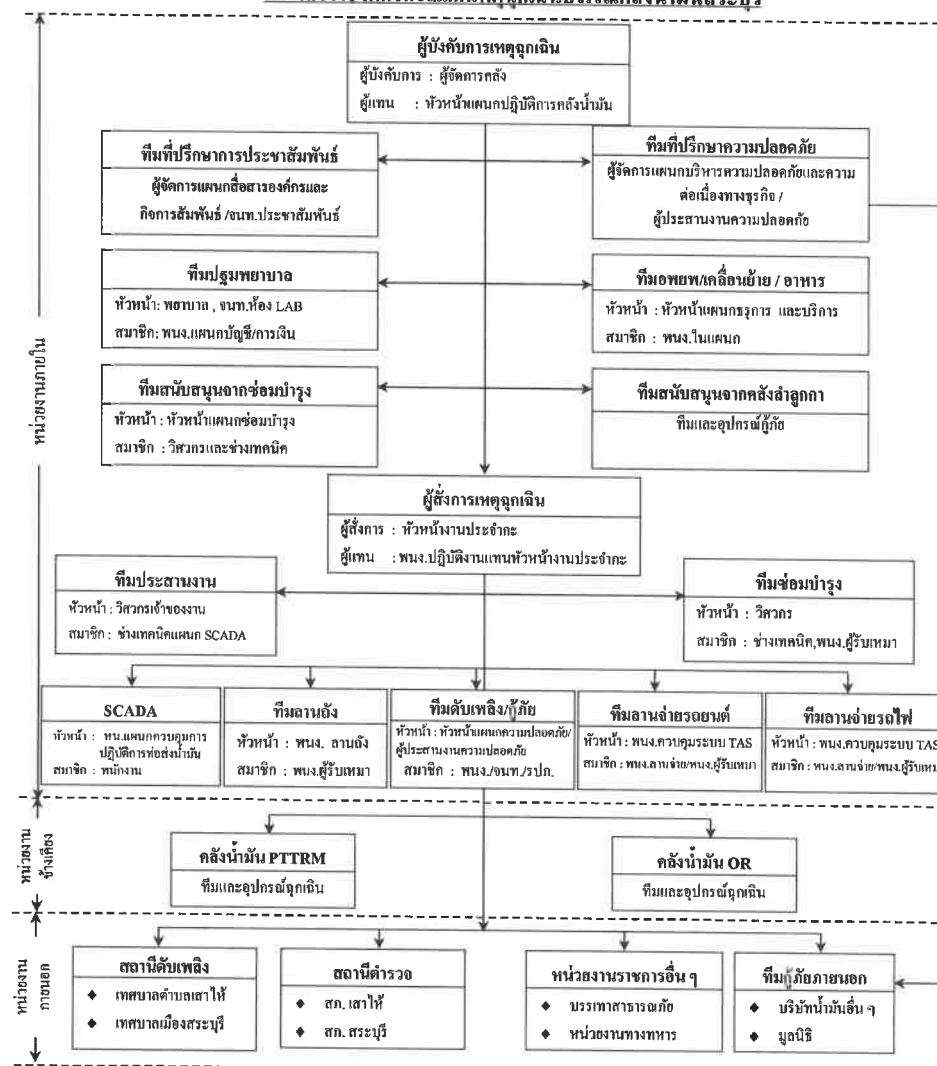 ผู้บังคับการเหตุฉุกเฉิน
ผู้บังคับการ : ผู้จัดการคลัง
ผู้แทน : หัวหน้าแผนกปฏิบัติการคลังน้ำมัน
ทีมที่ปรึกษาการประชาสัมพันธ์
ผู้จัดการแผนกสื่อสารองค์กรและ
กิจการสัมพันธ์ /จนท.ประชาสัมพันธ์
ทีมที่ปรึกษาความปลอดภัย
ผู้จัดการแผนกบริหารความปลอดภัยและความ
ต่อเนื่องทางธุรกิจ /
ผู้ประสานงานความปลอดภัย
ทีมปฐมพยาบาล
หัวหน้า: พยาบาล , จนท.ห้อง LAB
สมาชิก: พนง.แผนกบัญชี/การเงิน
ทีมอพยพ/เคลื่อนย้าย / อาหาร
หัวหน้า : หัวหน้าแผนกธุรการ และบริการ
สมาชิก : พนง.ในแผนก
หน่วยงานภายใน
ทีมสนับสนุนจากซ่อมบำรุง
หัวหน้า : หัวหน้าแผนกซ่อมบำรุง
สมาชิก : วิศวกรและช่างเทคนิค
ทีมสนับสนุนจากคลังลำลูกกา
ทีมและอุปกรณ์กู้ภัย
ผู้สั่งการเหตุฉุกเฉิน
ผู้สั่งการ : หัวหน้างานประจำกะ
ผู้แทน : พนง.ปฏิบัติงานแทนหัวหน้างานประจำกะ
ทีมประสานงาน
หัวหน้า : วิศวกรเจ้าของงาน
สมาชิก : ช่างเทคนิคแผนก SCADA
ทีมซ่อมบำรุง
หัวหน้า : วิศวกร
สมาชิก : ช่างเทคนิค,พนง.ผู้รับเหมา
SCADA
หัวหน้า : หน.แผนกควบคุมการ
ปฏิบัติการท่อส่งน้ำมัน
สมาชิก : พนักงาน
ทีมลานถัง
หัวหน้า : พนง. ลานถัง
สมาชิก : พนง.ผู้รับเหมา
ทีมดับเพลิง/กู้ภัย
หัวหน้า : หัวหน้าแผนกความปลอดภัย/
ผู้ประสานงานความปลอดภัย
สมาชิก : พนง./จนท./รปภ.
ทีมลานจ่ายรถยนต์
หัวหน้า : พนง.ควบคุมระบบ TAS
สมาชิก : พนง.ลานจ่าย/พนง.ผู้รับเหมา
ทีมลานจ่ายรถไฟ
หัวหน้า : พนง.ควบคุมระบบ TAS
สมาชิก : พนง.ลานจ่าย/พนง.ผู้รับเหมา
หน่วยงาน
ข้างเคียง
คลังน้ำมัน PTTRM
ทีมและอุปกรณ์ฉุกเฉิน
คลังน้ำมัน OR
ทีมและอุปกรณ์ฉุกเฉิน
หน่วยงาน
ภายนอก
สถานีดับเพลิง
◆ เทศบาลตำบลเสาไห้
◆ เทศบาลเมืองสระบุรี
สถานีตำรวจ
◆ สภ. เสาไห้
◆ สภ. สระบุรี
หน่วยงานราชการอื่น ๆ
◆ บรรเทาสาธารณภัย
◆ หน่วยงานทางทหาร
ทีมกู้ภัยภายนอก
◆ บริษัทน้ำมันอื่น ๆ
◆ มูลนิธิ